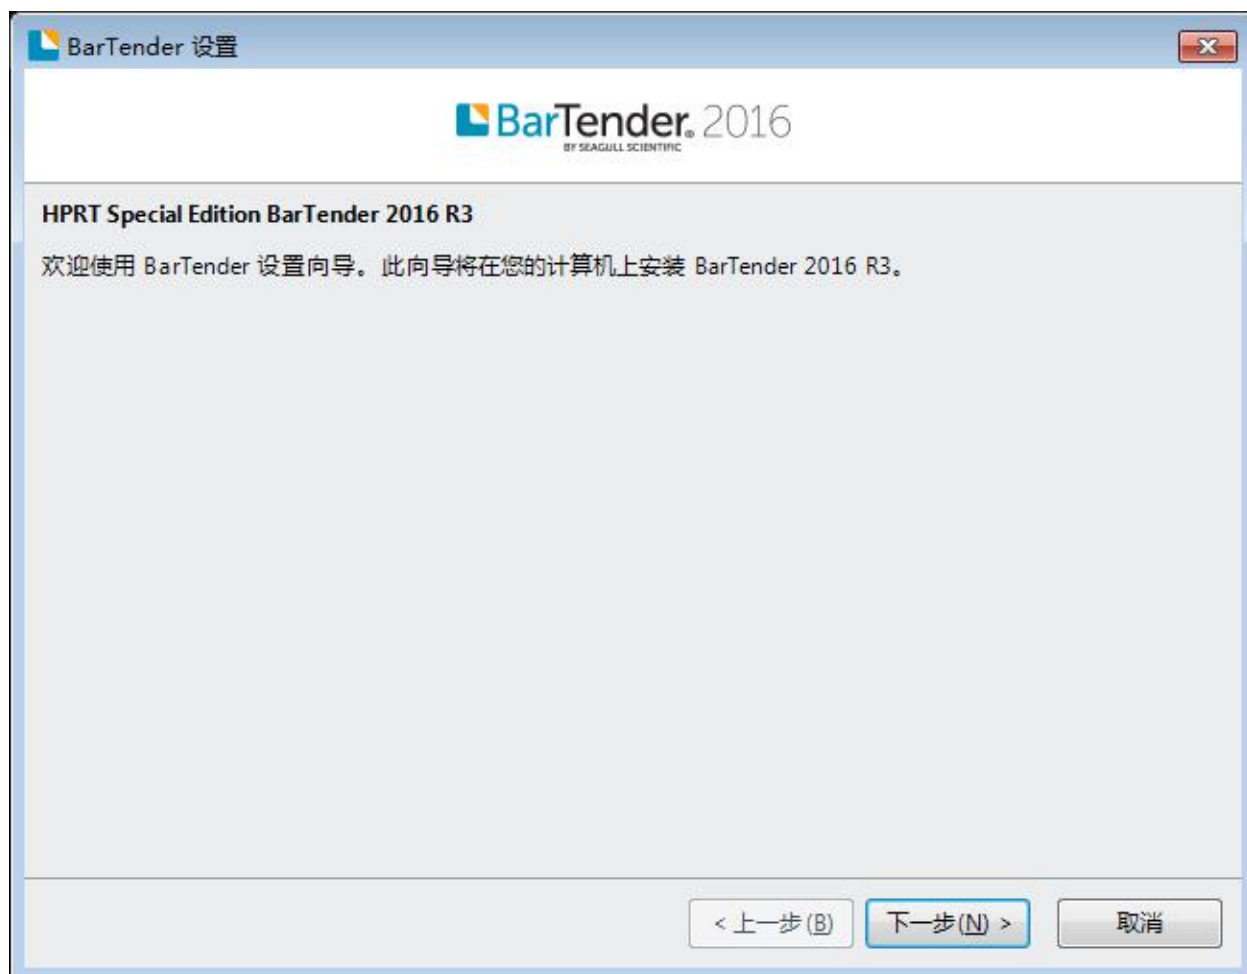 BarTender 设置
BarTender® 2016
BY SEAGULL SCIENTIFIC
HPRT Special Edition BarTender 2016 R3
欢迎使用 BarTender 设置向导。此向导将在您的计算机上安装 BarTender 2016 R3。
< 上一步(B) 下一步(N) > 取消